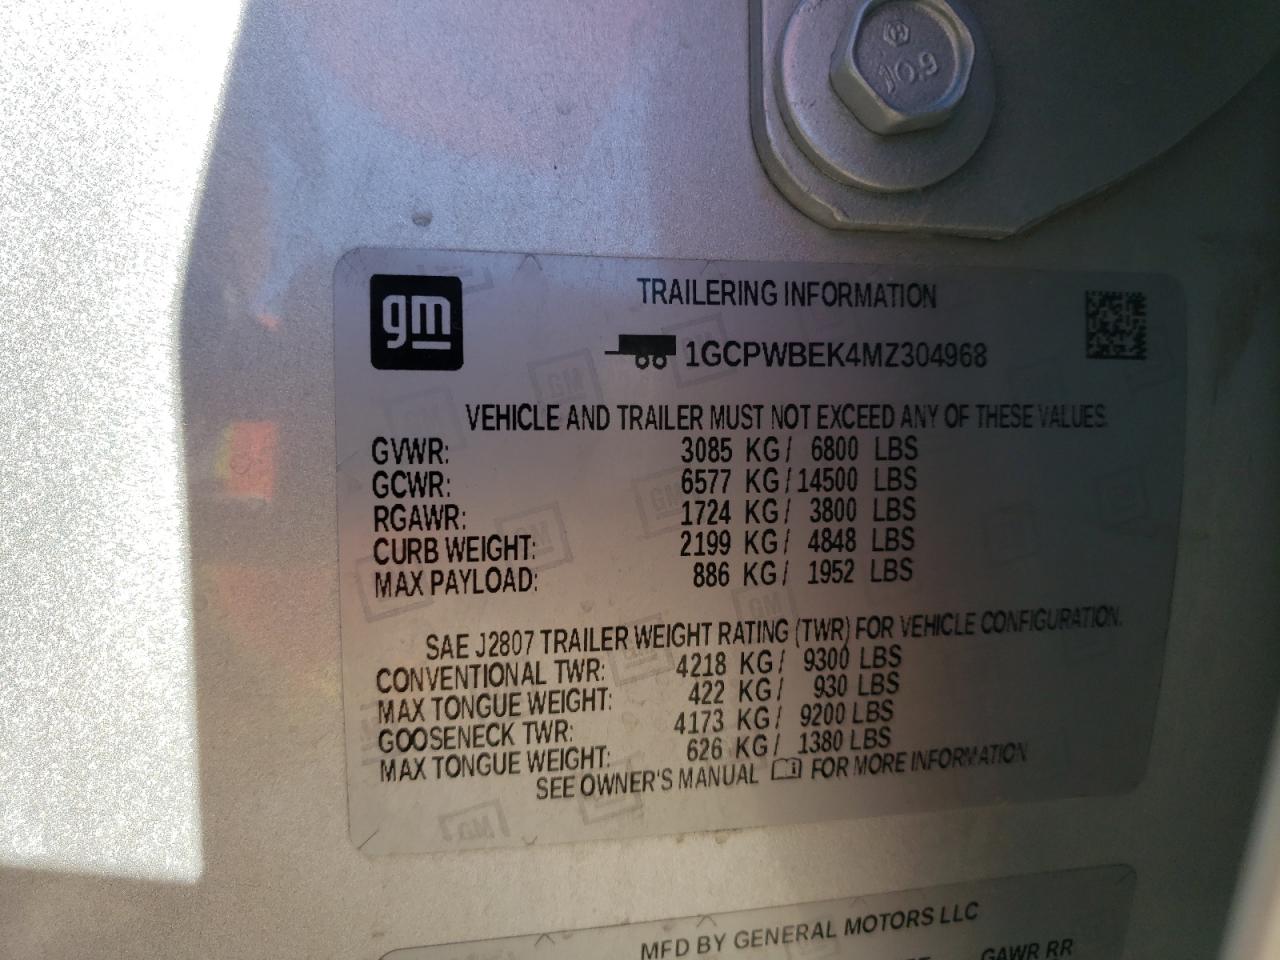 10.9
gm
TRAILERING INFORMATION
1GCPWBEK4MZ304968
VEHICLE AND TRAILER MUST NOT EXCEED ANY OF THESE VALUES.
GVWR: 3085 KG/ 6800 LBS
GCWR: 6577 KG/14500 LBS
RGAWR: 1724 KG/ 3800 LBS
CURB WEIGHT: 2199 KG/ 4848 LBS
MAX PAYLOAD: 886 KG/ 1952 LBS
SAE J2807 TRAILER WEIGHT RATING (TWR) FOR VEHICLE CONFIGURATION.
CONVENTIONAL TWR: 4218 KG/ 9300 LBS
MAX TONGUE WEIGHT: 422 KG/ 930 LBS
GOOSENECK TWR: 4173 KG/ 9200 LBS
MAX TONGUE WEIGHT: 626 KG/ 1380 LBS
SEE OWNER'S MANUAL FOR MORE INFORMATION
GM
MFD BY GENERAL MOTORS LLC
GAWR RR